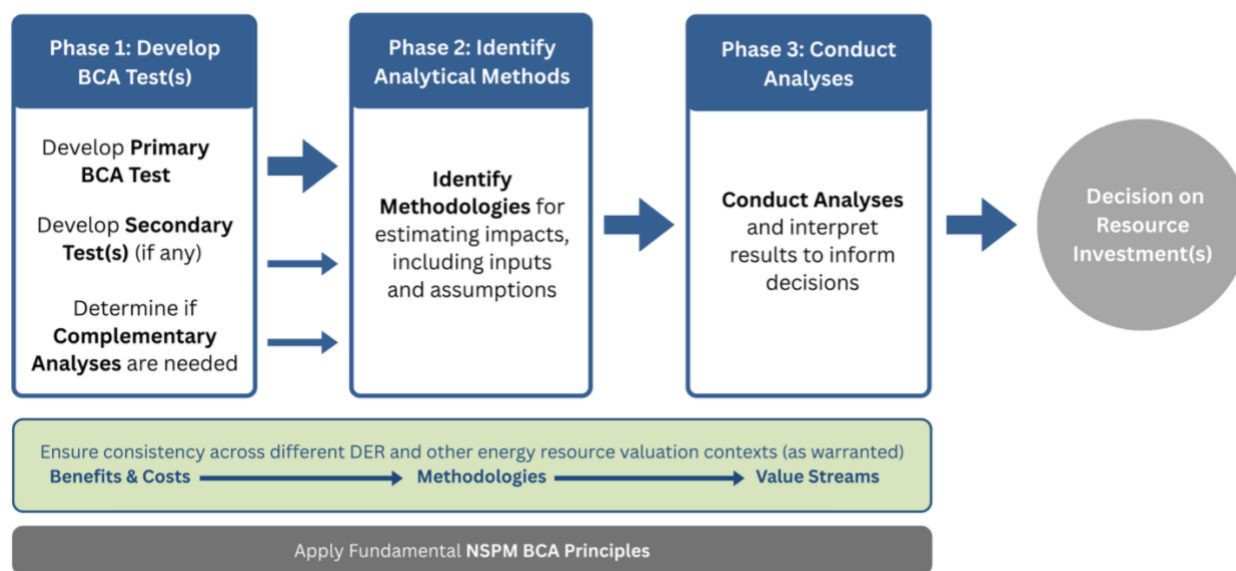 Phase 1: Develop
BCA Test(s)
Develop Primary
BCA Test
Develop Secondary
Test(s) (if any)
Determine if
Complementary
Analyses are needed
Phase 2: Identify
Analytical Methods
Identify
Methodologies for
estimating impacts,
including inputs
and assumptions
Phase 3: Conduct
Analyses
Conduct Analyses
and interpret
results to inform
decisions
Decision on
Resource
Investment(s)
Ensure consistency across different DER and other energy resource valuation contexts (as warranted)
Benefits & Costs Methodologies Value Streams
Apply Fundamental NSPM BCA Principles